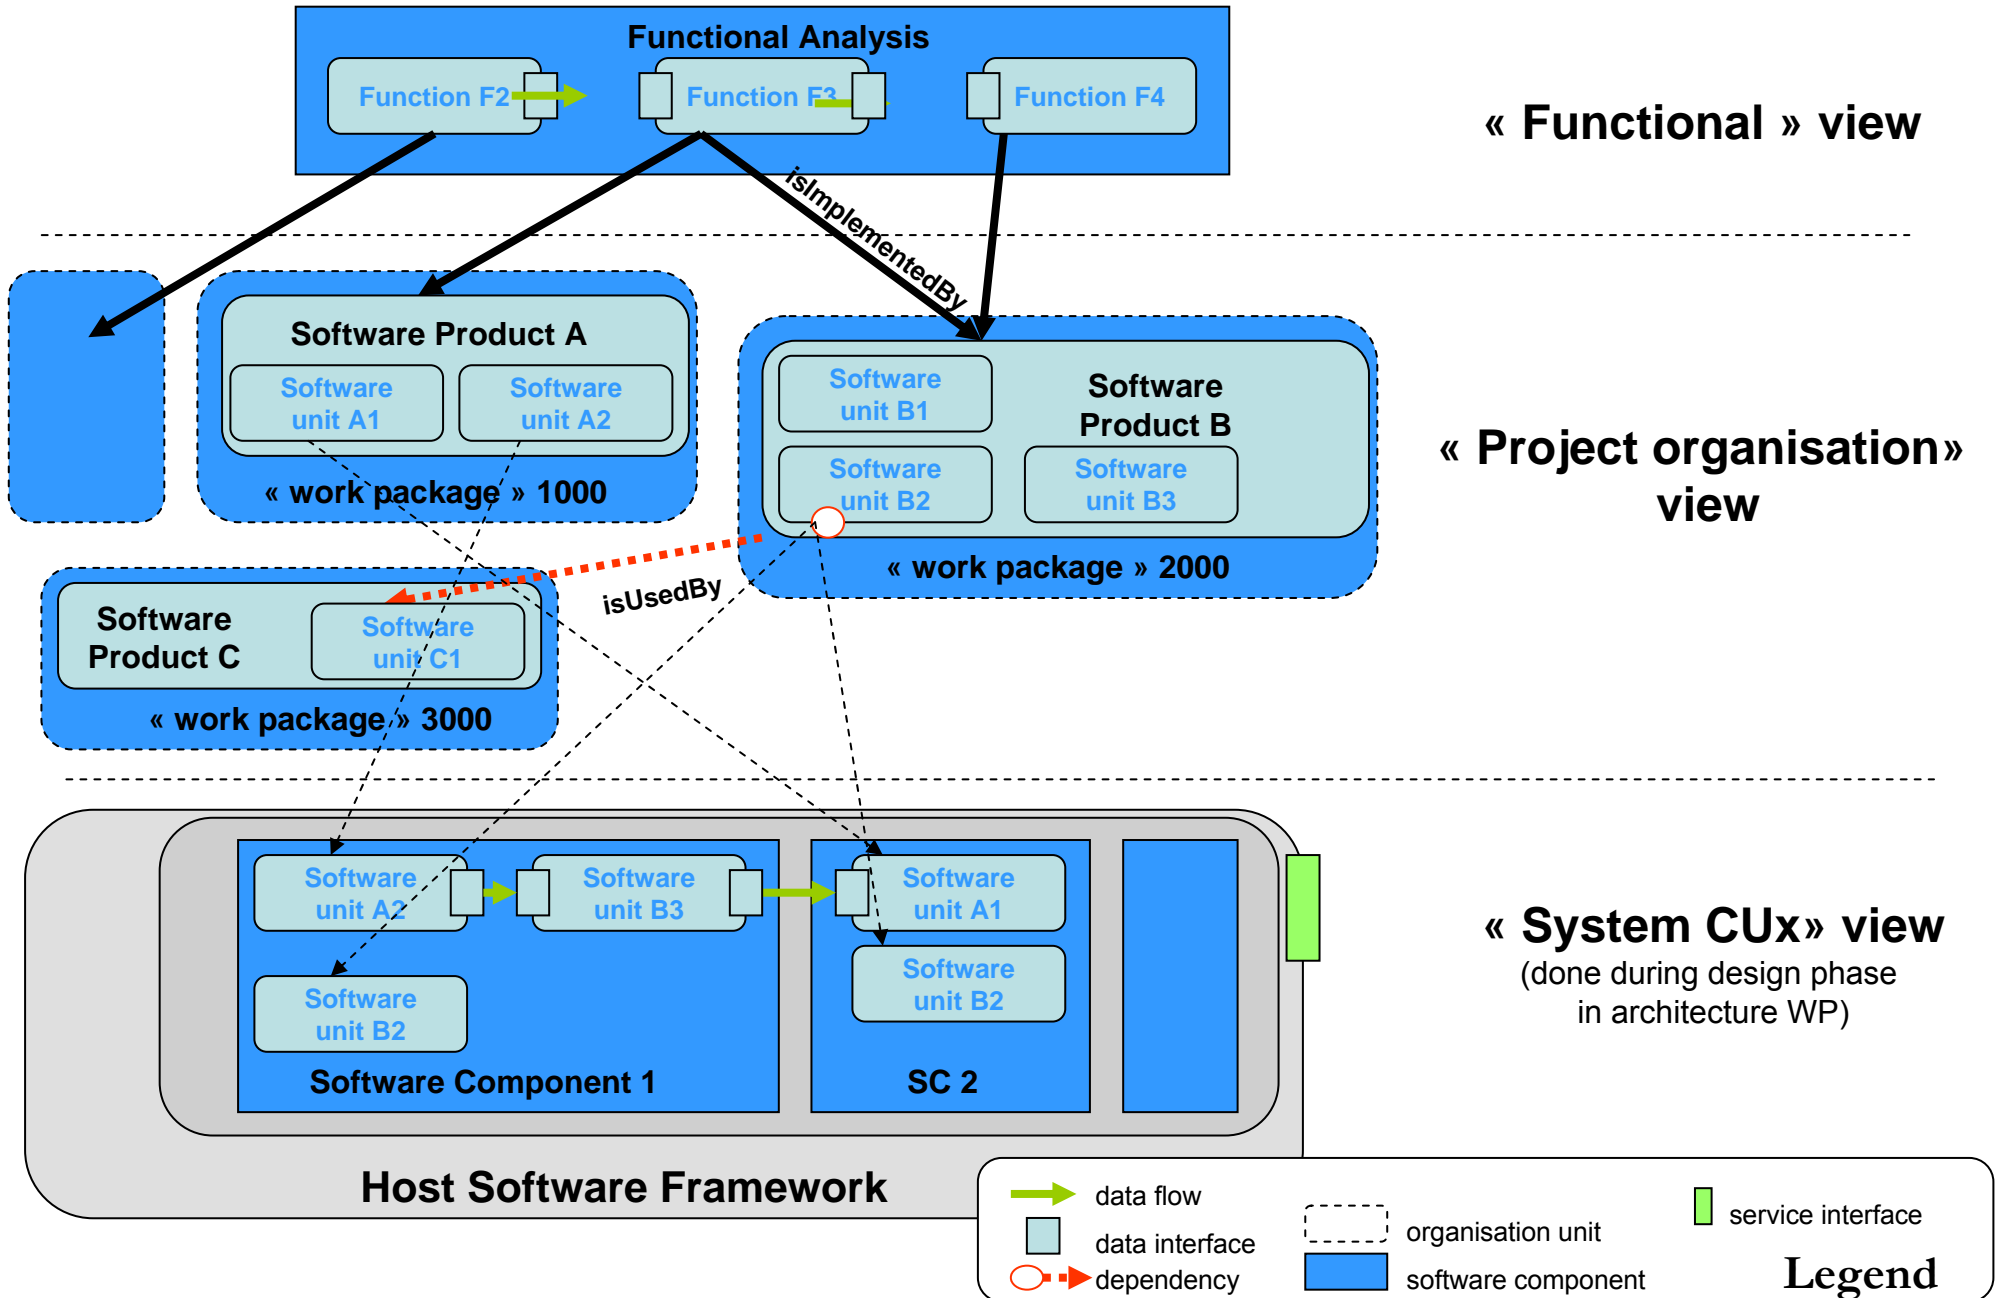 Functional Analysis
Function F2
Function F3
Function F4
« Functional » view
isImplementedBy
Software Product A
Software
unit A1
Software
unit A2
« work package » 1000
Software
unit B1
Software
Product B
Software
unit B2
Software
unit B3
« work package » 2000
« Project organisation»
view
isUsedBy
Software
Product C
Software
unit C1
« work package » 3000
Software
unit A2
Software
unit B3
Software
unit A1
Software
unit B2
Software
unit B2
Software Component 1
SC 2
« System CUx» view
(done during design phase
in architecture WP)
Host Software Framework
data flow
data interface
dependency
organisation unit
software component
service interface
Legend